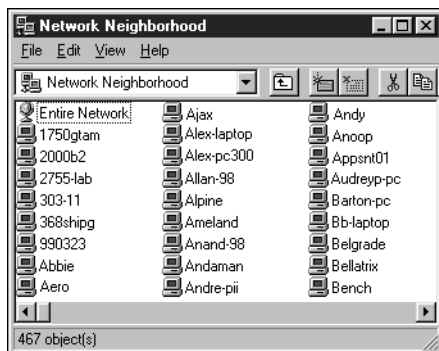 Network Neighborhood
File Edit View Help
Network Neighborhood
Entire Network
1750gtam
2000b2
2755-lab
303-11
368shipg
990323
Abbie
Aero
Ajax
Alex-laptop
Alex-pc300
Allan-98
Alpine
Ameland
Anand-98
Andaman
Andre-pii
Andy
Anoop
Appsnt01
Audreyp-pc
Barton-pc
Bb-laptop
Belgrade
Bellatrix
Bench
467 object(s)